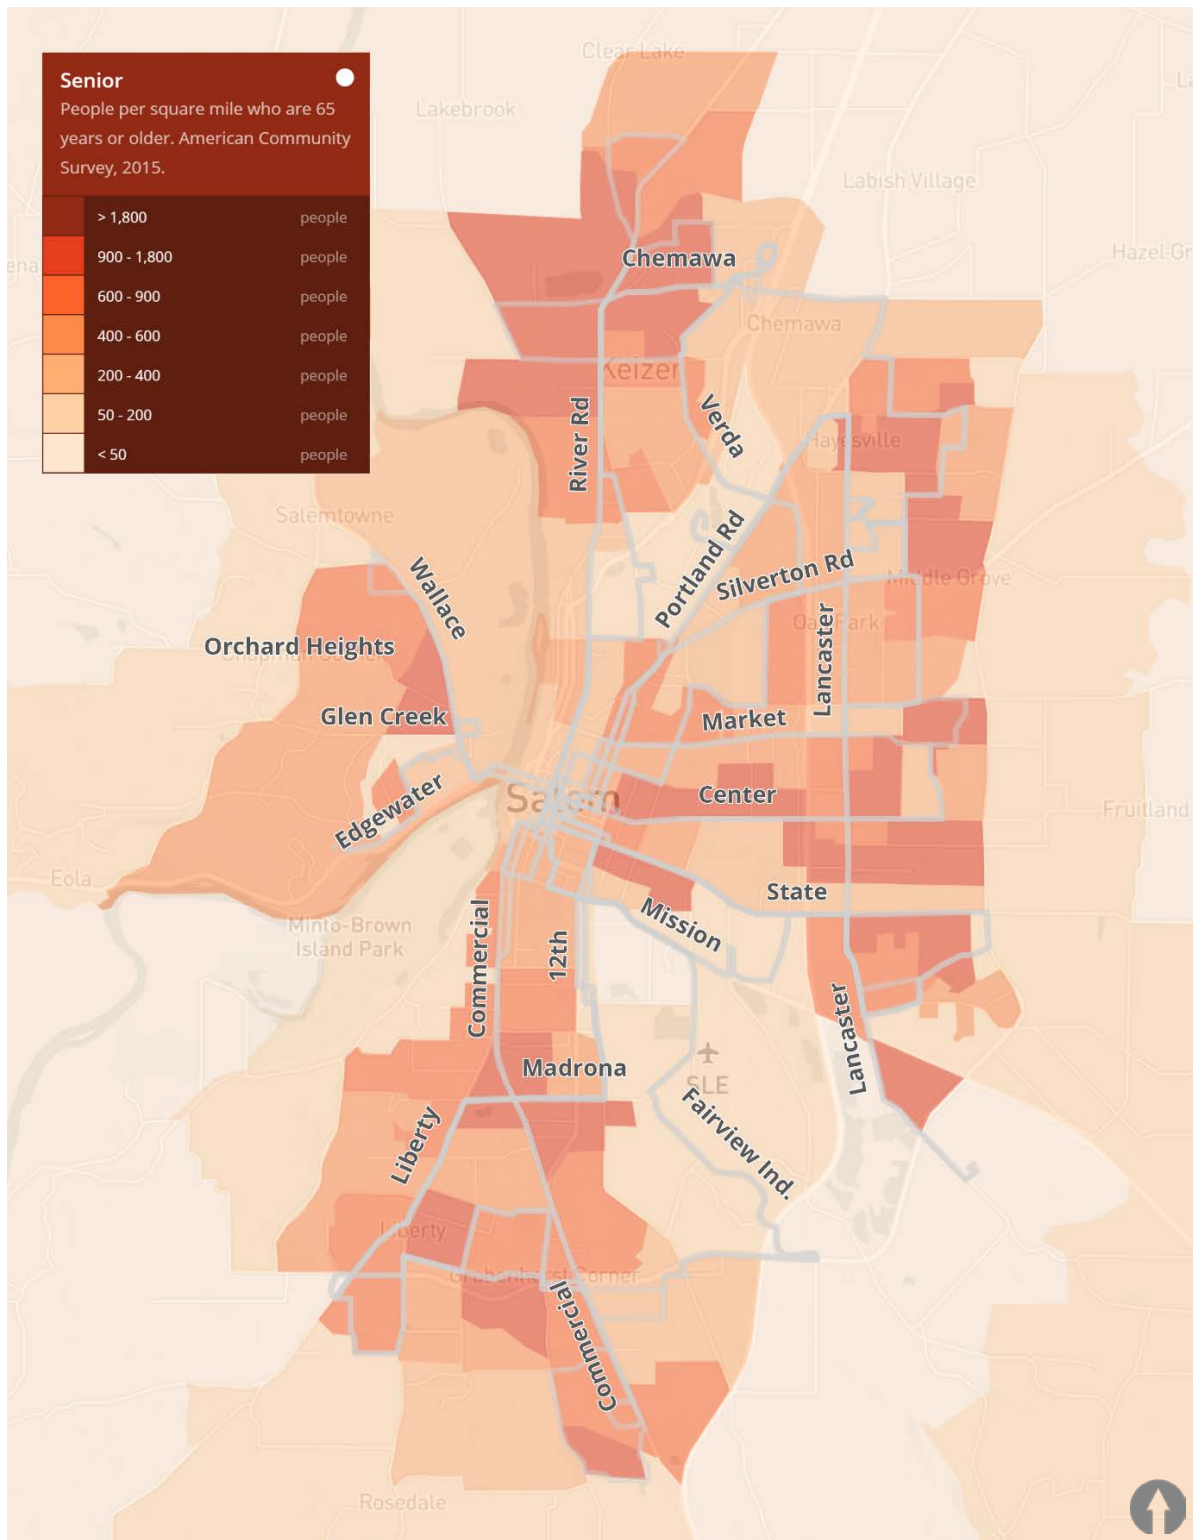 Senior
People per square mile who are 65
years or older. American Community
Survey, 2015.
> 1,800 people
900 - 1,800 people
600 - 900 people
400 - 600 people
200 - 400 people
50 - 200 people
< 50 people
Clear Lake
Lakebrook
Labish Village
Hazel Gr
Chemawa
Chemawa
Keizer
River Rd
Verda
Hayesville
Salemtowne
Wallace
Portland Rd
Silverton Rd
Middle Grove
Orchard Heights
Oak Park
Lancaster
Glen Creek
Market
Edgewater
Salem
Center
Fruitland
Eola
State
Minto-Brown
Island Park
Commercial
12th
Mission
Lancaster
Madrona
SLE
Fairview Ind.
Liberty
Liberty
Grabenhorst Corner
Commercial
Rosedale